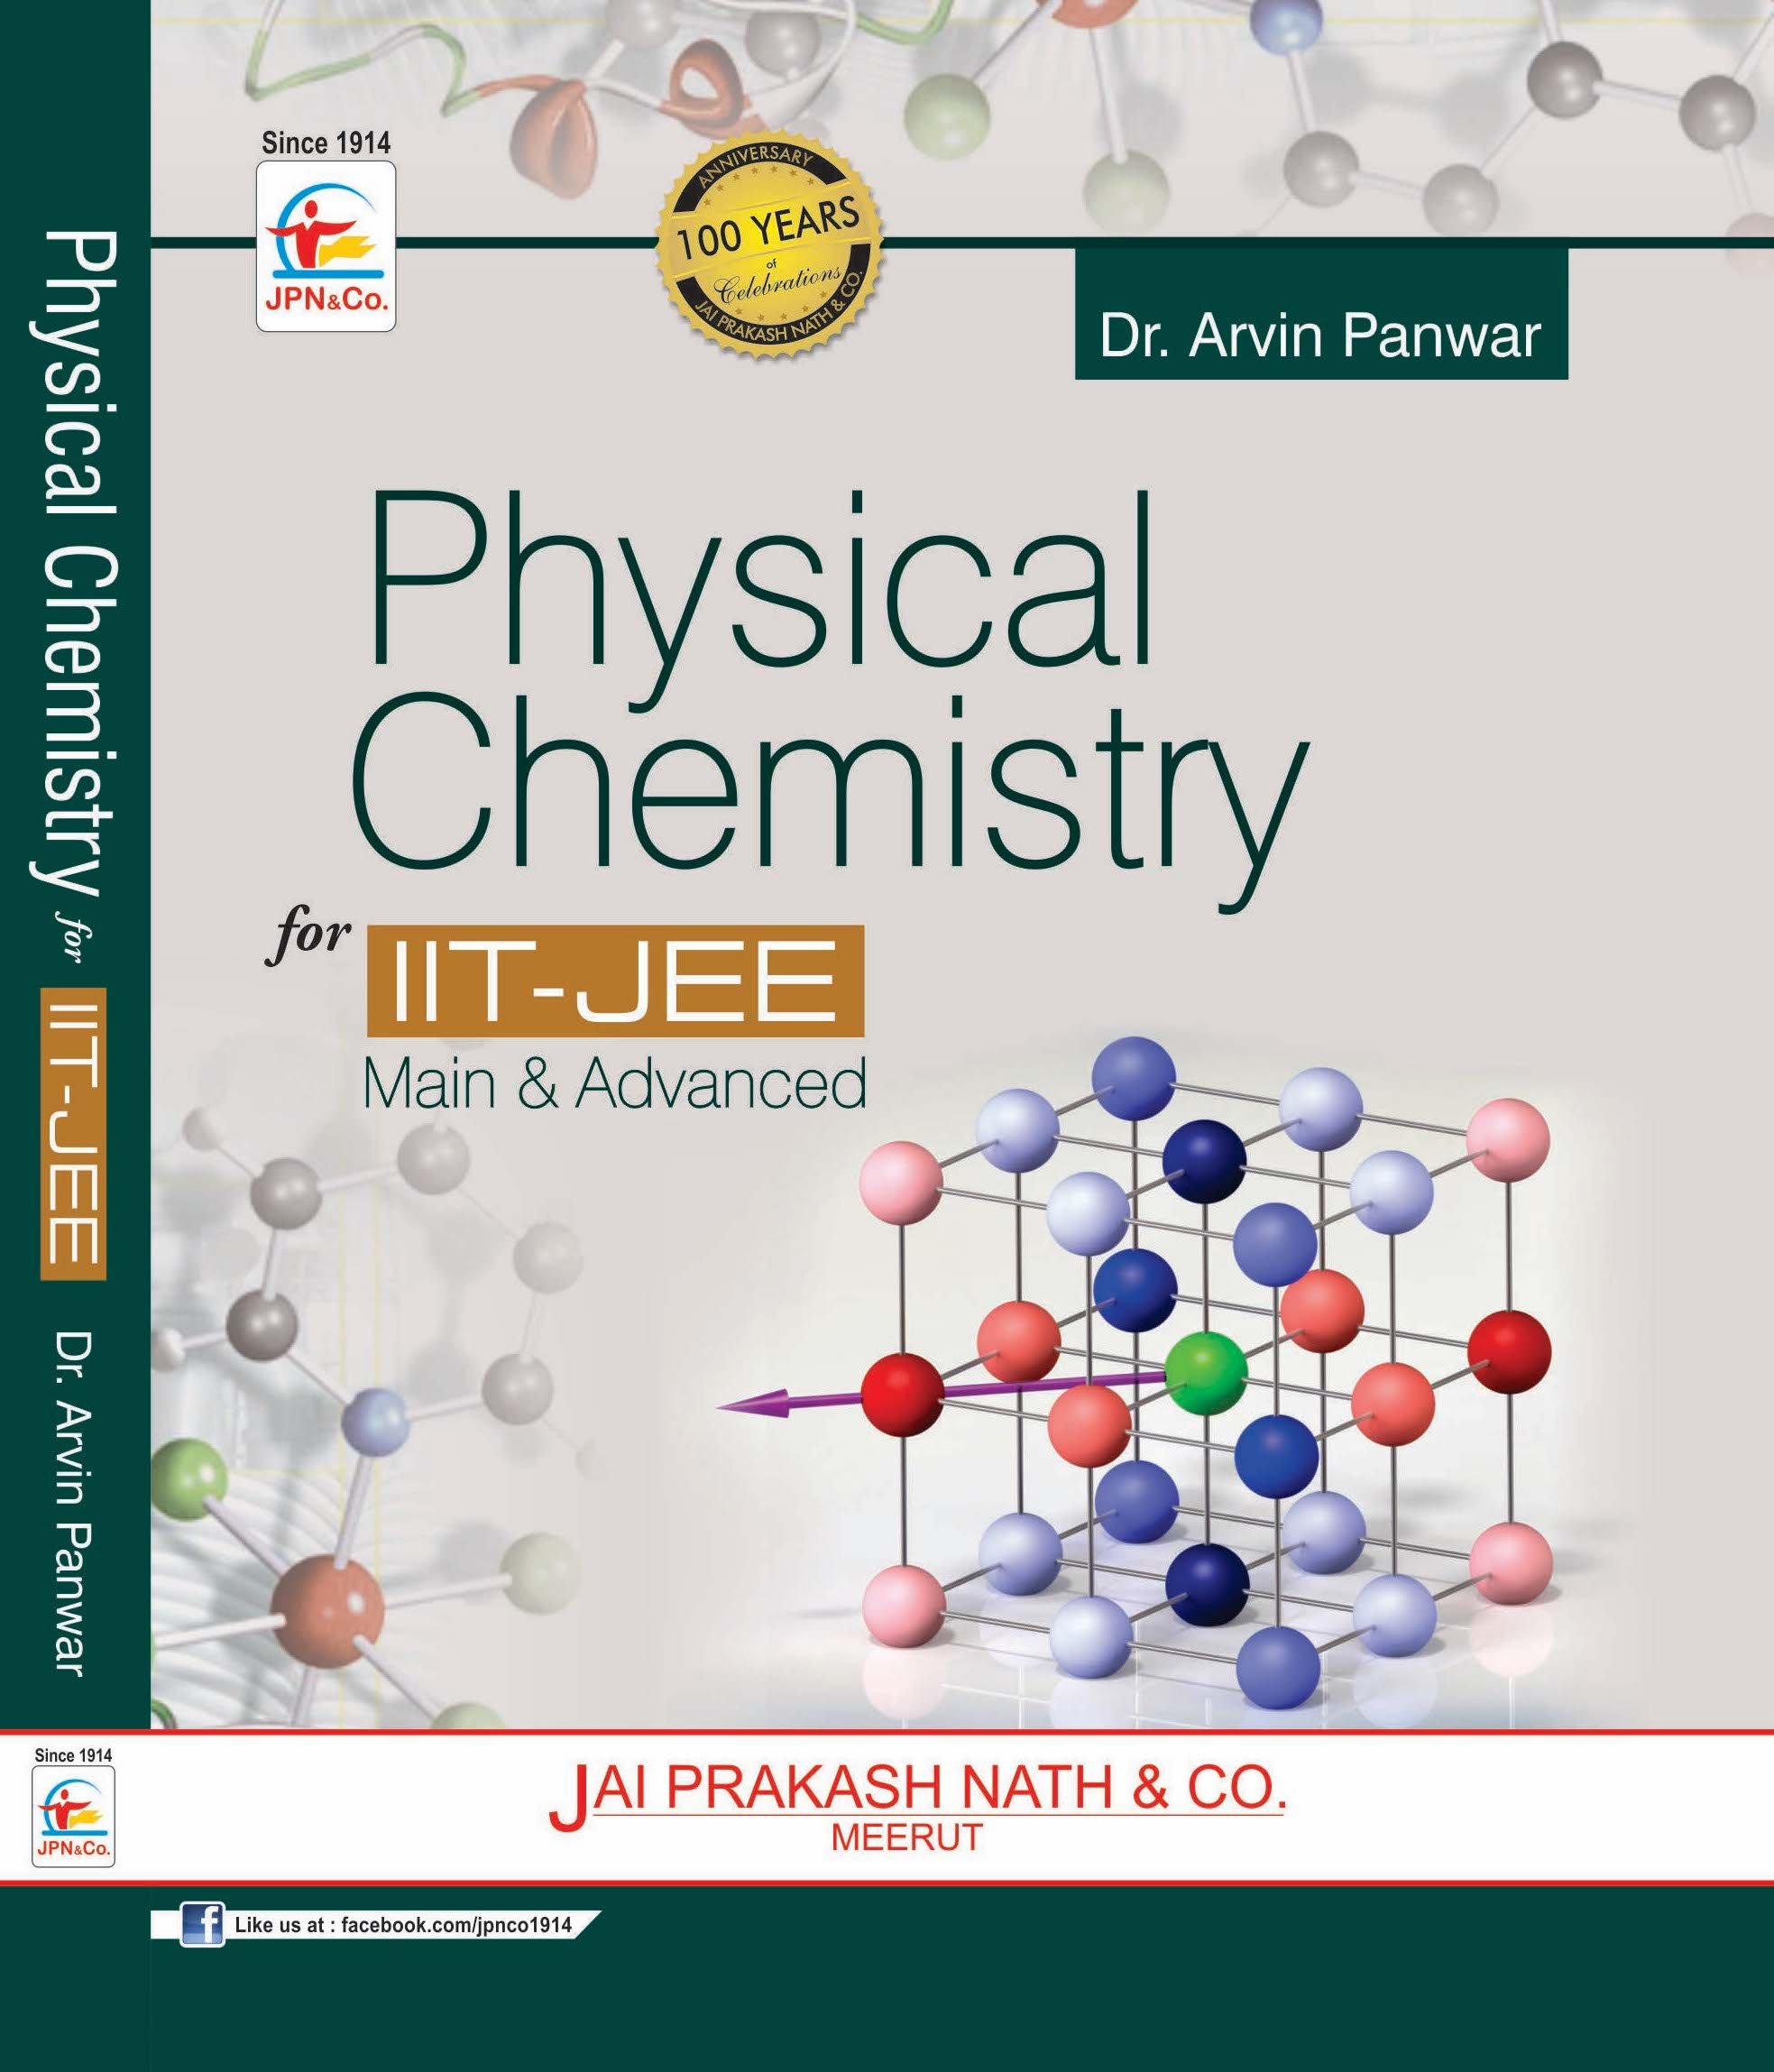 Since 1914
JPN&Co.
ANNIVERSARY
100 YEARS
of
Celebrations
JAI PRAKASH NATH & CO.
Dr. Arvin Panwar
Physical
Chemistry
for IIT-JEE
Main & Advanced
Physical Chemistry for IIT-JEE Dr. Arvin Panwar
Since 1914
JPN&Co.
JAI PRAKASH NATH & CO.
MEERUT
f Like us at : facebook.com/jpnco1914